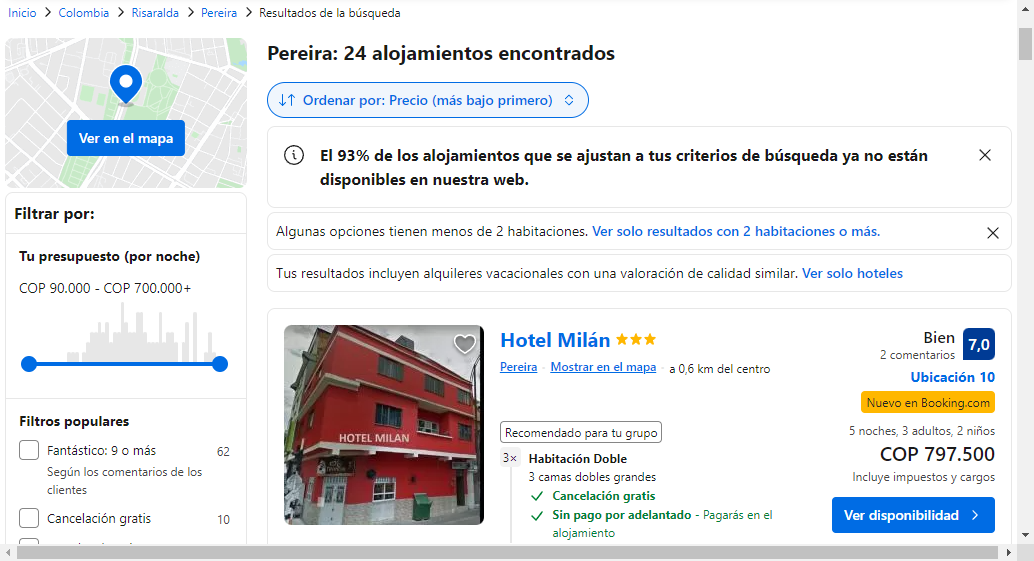 Inicio > Colombia > Risaralda > Pereira > Resultados de la búsqueda
Ver en el mapa
Filtrar por:
Tu presupuesto (por noche)
COP 90.000 - COP 700.000+
Filtros populares
Fantástico: 9 o más 62
Según los comentarios de los
clientes
Cancelación gratis 10
Pereira: 24 alojamientos encontrados
Ordenar por: Precio (más bajo primero)
El 93% de los alojamientos que se ajustan a tus criterios de búsqueda ya no están
disponibles en nuestra web.
Algunas opciones tienen menos de 2 habitaciones. Ver solo resultados con 2 habitaciones o más.
Tus resultados incluyen alquileres vacacionales con una valoración de calidad similar. Ver solo hoteles
HOTEL MILAN
Hotel Milán
Pereira · Mostrar en el mapa · a 0,6 km del centro
Bien 7,0
2 comentarios
Ubicación 10
Nuevo en Booking.com
Recomendado para tu grupo
3× Habitación Doble
3 camas dobles grandes
Cancelación gratis
Sin pago por adelantado - Pagarás en el
alojamiento
5 noches, 3 adultos, 2 niños
COP 797.500
Incluye impuestos y cargos
Ver disponibilidad